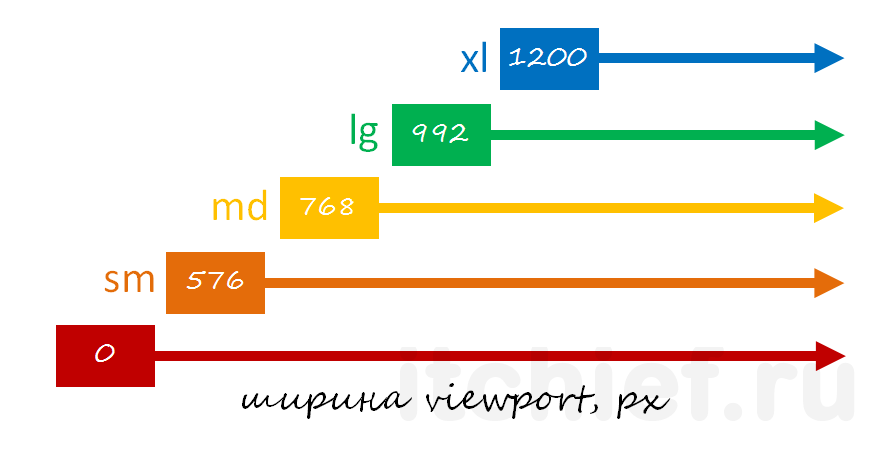 xl 1200
lg 992
md 768
sm 576
0
itchief.ru
ширина viewport, px